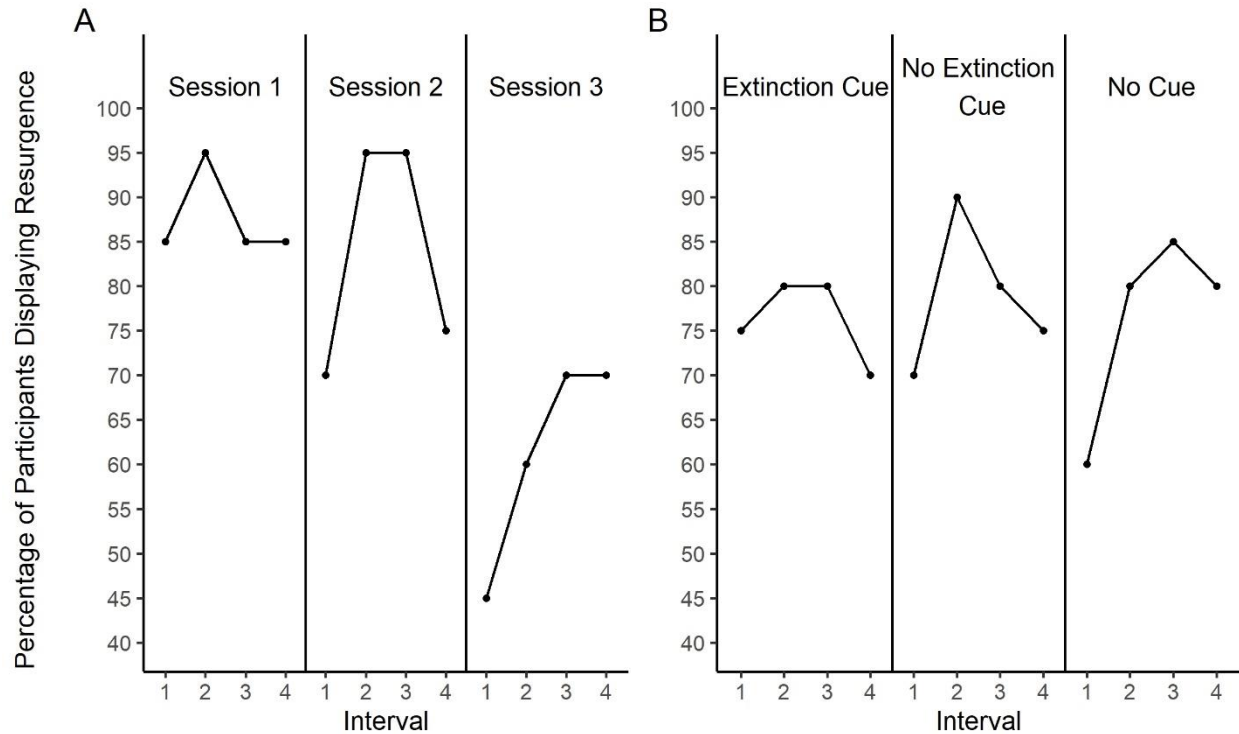 A
B
Percentage of Participants Displaying Resurgence
Session 1
Session 2
Session 3
100
95
90
85
80
75
70
65
60
55
50
45
40
1 2 3 4 1 2 3 4 1 2 3 4
Interval
Extinction Cue
No Extinction
Cue
No Cue
100
95
90
85
80
75
70
65
60
55
50
45
40
1 2 3 4 1 2 3 4 1 2 3 4
Interval